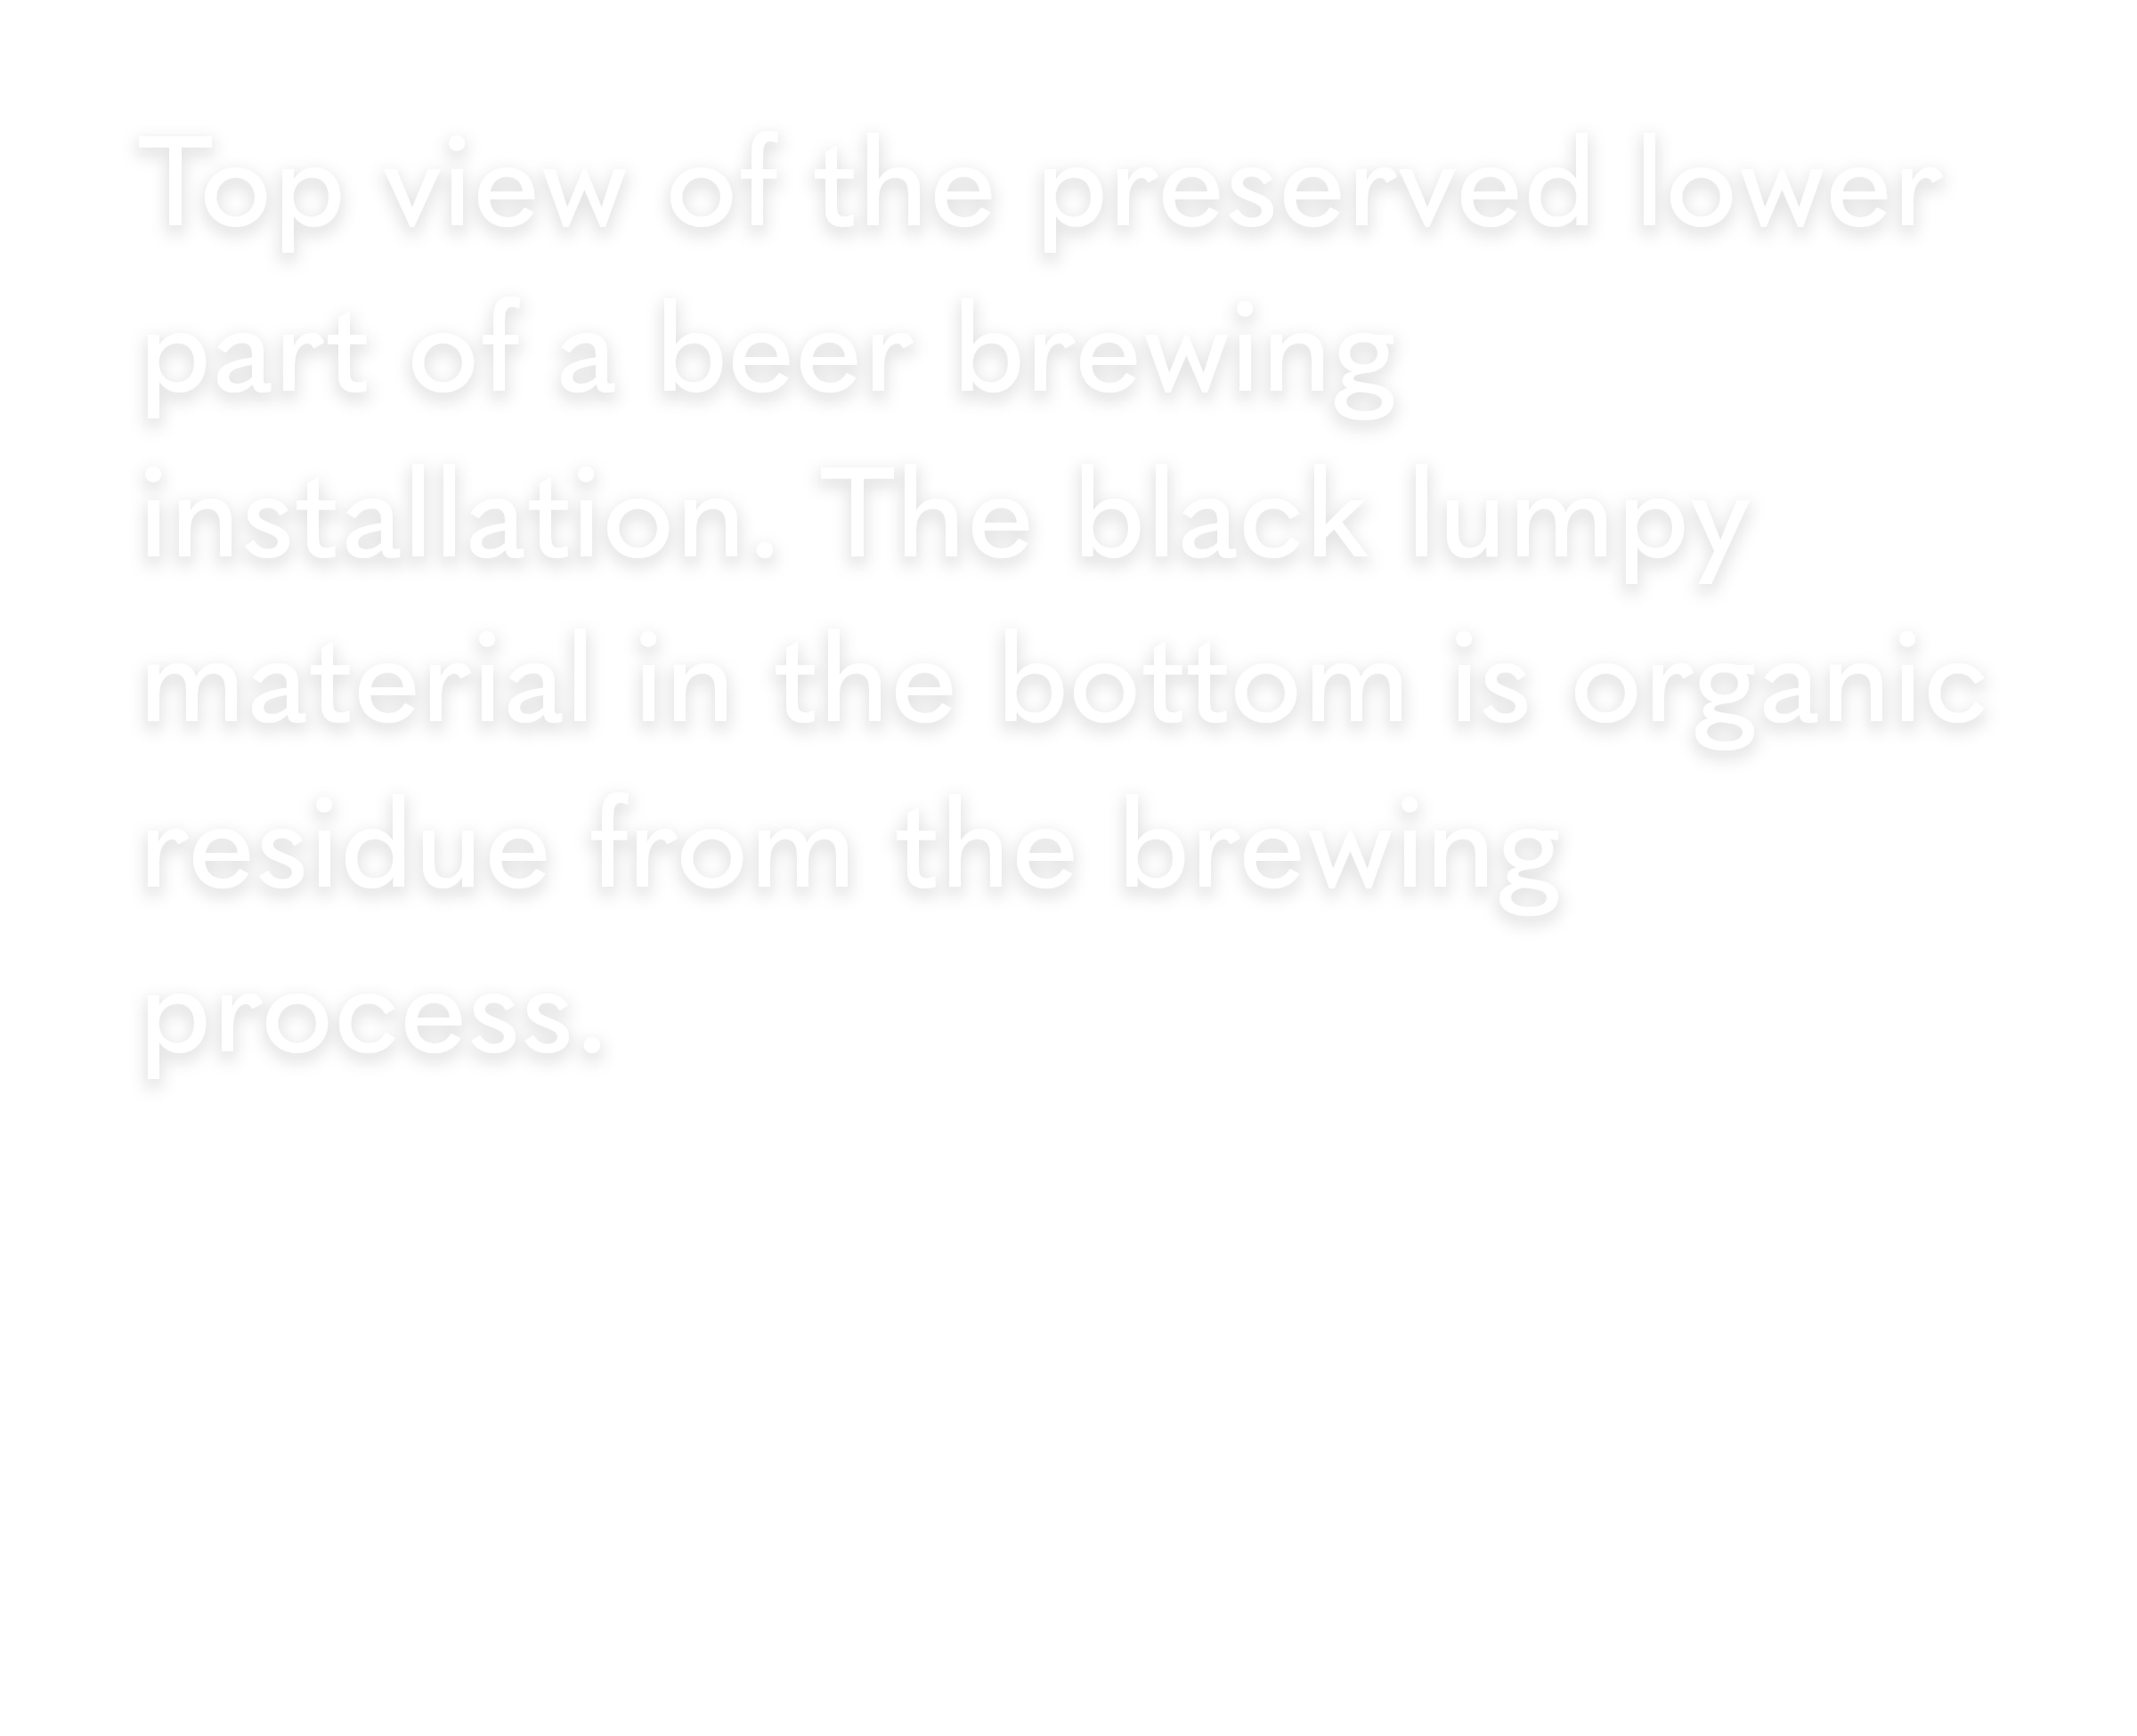 Top view of the preserved lower
part of a beer brewing
installation. The black lumpy
material in the bottom is organic
residue from the brewing
process.